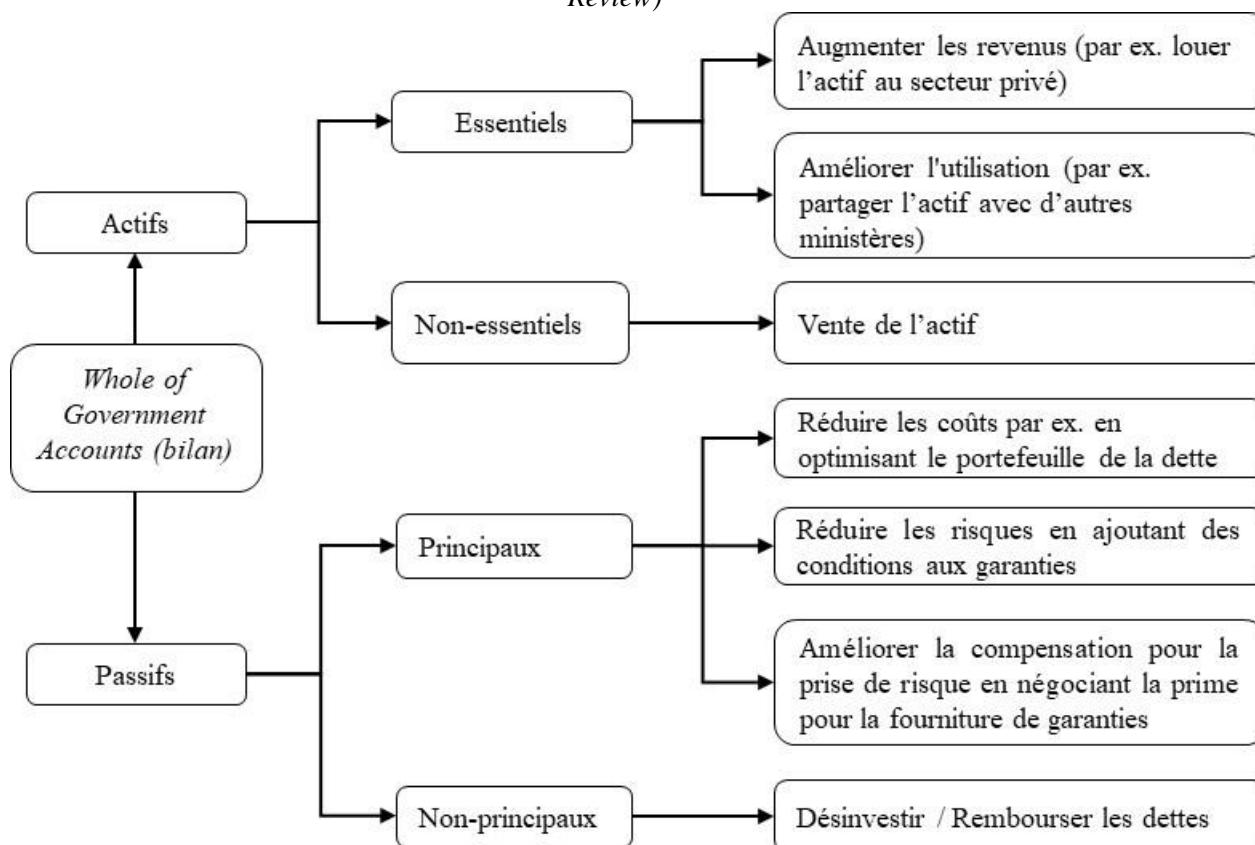 Review)
Augmenter les revenus (par ex. louer
l’actif au secteur privé)
Essentiels
Améliorer l'utilisation (par ex.
partager l’actif avec d’autres
ministères)
Actifs
Non-essentiels
Vente de l’actif
Whole of
Government
Accounts (bilan)
Réduire les coûts par ex. en
optimisant le portefeuille de la dette
Principaux
Réduire les risques en ajoutant des
conditions aux garanties
Passifs
Améliorer la compensation pour la
prise de risque en négociant la prime
pour la fourniture de garanties
Non-principaux
Désinvestir / Rembourser les dettes